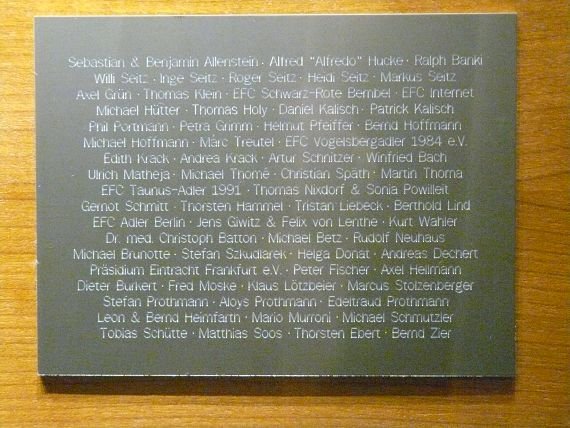 Sebastian & Benjamin Allenstein · Alfred "Alfredo" Hucke · Ralph Banki
Willi Seitz · Inge Seitz · Roger Seitz · Heidi Seitz · Markus Seitz
Axel Grün · Thomas Klein · EFC Schwarz-Rote Bembel · EFC Internet
Michael Hütter · Thomas Holy · Daniel Kalisch · Patrick Kalisch
Phil Portmann · Petra Grimm · Helmut Pfeiffer · Bernd Hoffmann
Michael Hoffmann · Marc Treutel · EFC Vogelsbergadler 1984 e.V.
Edith Krack · Andrea Krack · Artur Schnitzer · Winfried Bach
Ulrich Matheja · Michael Thomé · Christian Späth · Martin Thoma
EFC Taunus-Adler 1991 · Thomas Nixdorf & Sonja Powilleit
Gernot Schmitt · Thorsten Hammel · Tristan Liebeck · Berthold Lind
EFC Adler Berlin · Jens Giwitz & Felix von Lenthe · Kurt Wahler
Dr. med. Christoph Batton · Michael Betz · Rudolf Neuhaus
Michael Brunotte · Stefan Szkudlarek · Helga Donat · Andreas Dechert
Präsidium Eintracht Frankfurt e.V. · Peter Fischer · Axel Hellmann
Dieter Burkert · Fred Moske · Klaus Lötzbeier · Marcus Stolzenberger
Stefan Prothmann · Aloys Prothmann · Edeltraud Prothmann
Leon & Bernd Heimfarth · Mario Murroni · Michael Schmutzler
Tobias Schütte · Matthias Soos · Thorsten Ebert · Bernd Zier